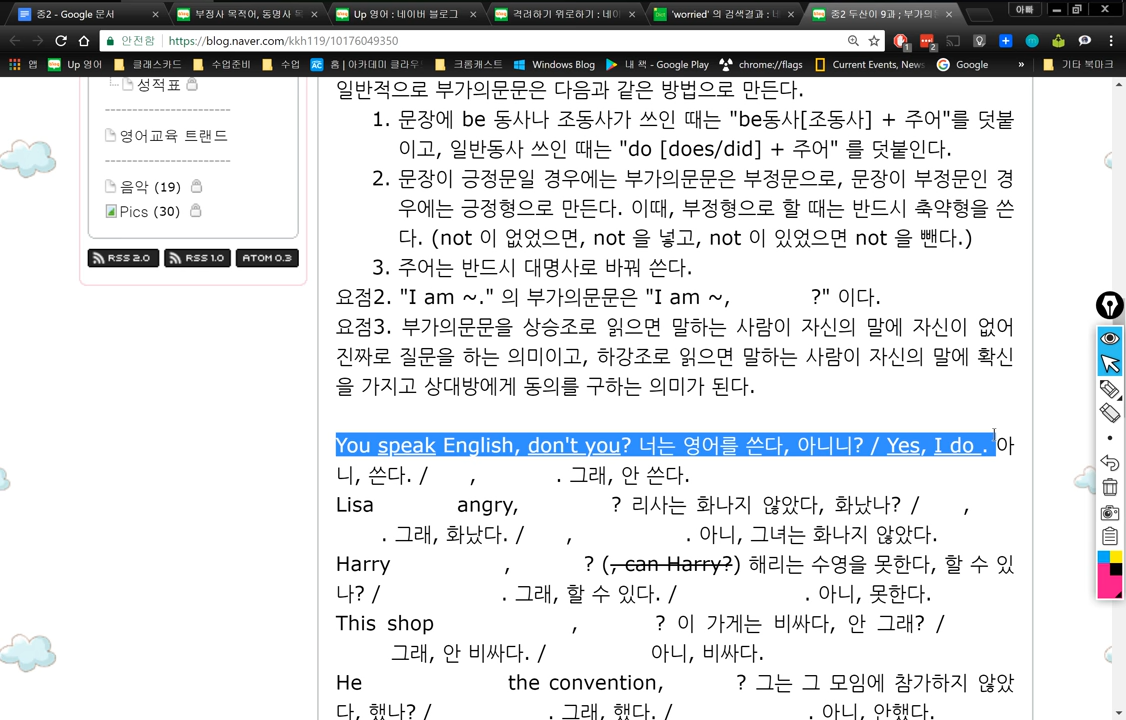 중2 - Google 문서
부정사 목적어, 동명사 목
Up 영어 : 네이버 블로그
격려하기 위로하기 : 네이
'worried' 의 검색결과 : 네
중2 두산이 9과 ; 부가의문
아빠
안전함 | https://blog.naver.com/kkh119/10176049350
앱 Up 영어 클래스카드 수업준비 수업 홈 | 아카데미 클라우 크롬캐스트 Windows Blog 내 책 - Google Play chrome://flags Current Events, News Google » 기타 북마크
성적표
영어교육 트랜드
음악 (19)
Pics (30)
RSS 2.0 RSS 1.0 ATOM 0.3
일반적으로 부가의문문은 다음과 같은 방법으로 만든다.
1. 문장에 be 동사나 조동사가 쓰인 때는 "be동사[조동사] + 주어"를 덧붙
이고, 일반동사 쓰인 때는 "do [does/did] + 주어" 를 덧붙인다.
2. 문장이 긍정문일 경우에는 부가의문문은 부정문으로, 문장이 부정문인 경
우에는 긍정형으로 만든다. 이때, 부정형으로 할 때는 반드시 축약형을 쓴
다. (not 이 없었으면, not 을 넣고, not 이 있었으면 not 을 뺀다.)
3. 주어는 반드시 대명사로 바꿔 쓴다.
요점2. "I am ~." 의 부가의문문은 "I am ~, ?" 이다.
요점3. 부가의문문을 상승조로 읽으면 말하는 사람이 자신의 말에 자신이 없어
진짜로 질문을 하는 의미이고, 하강조로 읽으면 말하는 사람이 자신의 말에 확신
을 가지고 상대방에게 동의를 구하는 의미가 된다.
You speak English, don't you? 너는 영어를 쓴다, 아니니? / Yes, I do . 아
니, 쓴다. / , . 그래, 안 쓴다.
Lisa angry, ? 리사는 화나지 않았다, 화났나? / ,
. 그래, 화났다. / , . 아니, 그녀는 화나지 않았다.
Harry , ? (, can Harry?) 해리는 수영을 못한다, 할 수 있
나? / . 그래, 할 수 있다. / . 아니, 못한다.
This shop , ? 이 가게는 비싸다, 안 그래? /
그래, 안 비싸다. / 아니, 비싸다.
He the convention, ? 그는 그 모임에 참가하지 않았
다, 했나? / . 그래, 했다. / . 아니, 안했다.